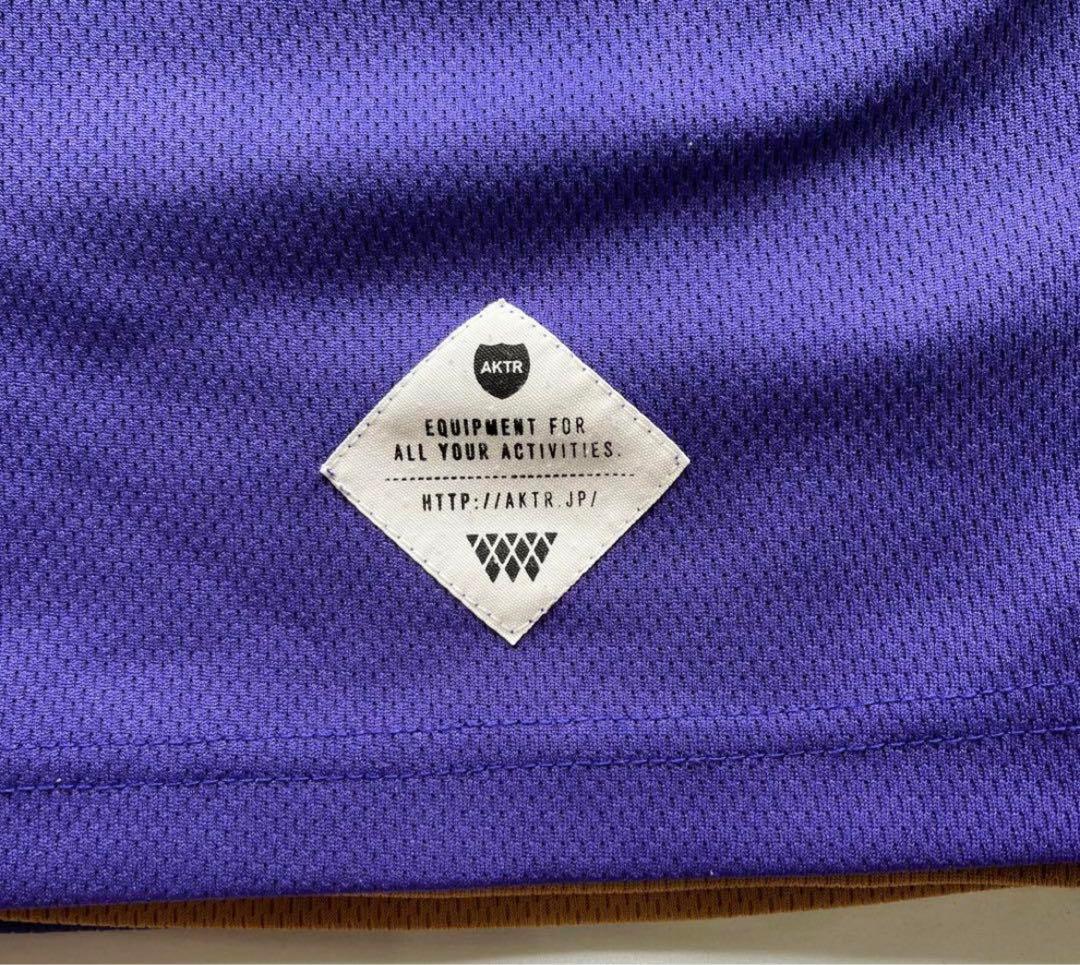 AKTR
EQUIPMENT FOR
ALL YOUR ACTIVITIES.
HTTP://AKTR.JP/